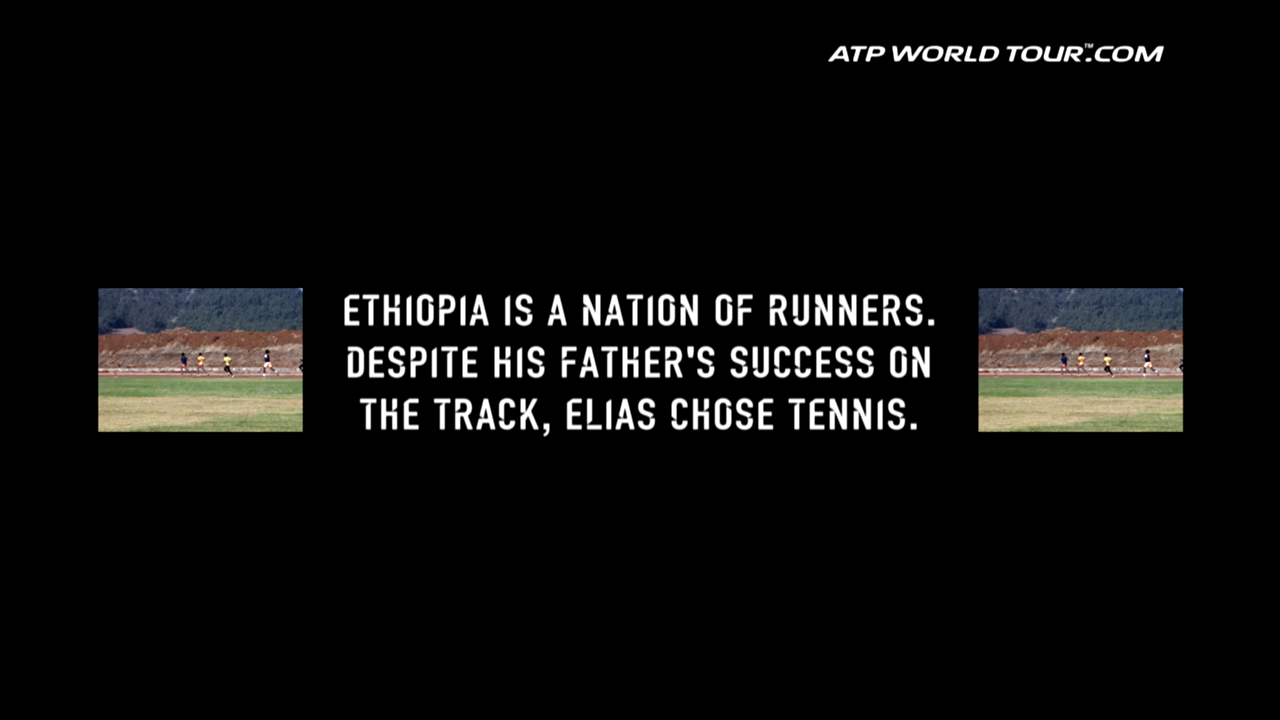 ATP WORLD TOUR™.COM
ETHIOPIA IS A NATION OF RUNNERS.
DESPITE HIS FATHER'S SUCCESS ON
THE TRACK, ELIAS CHOSE TENNIS.